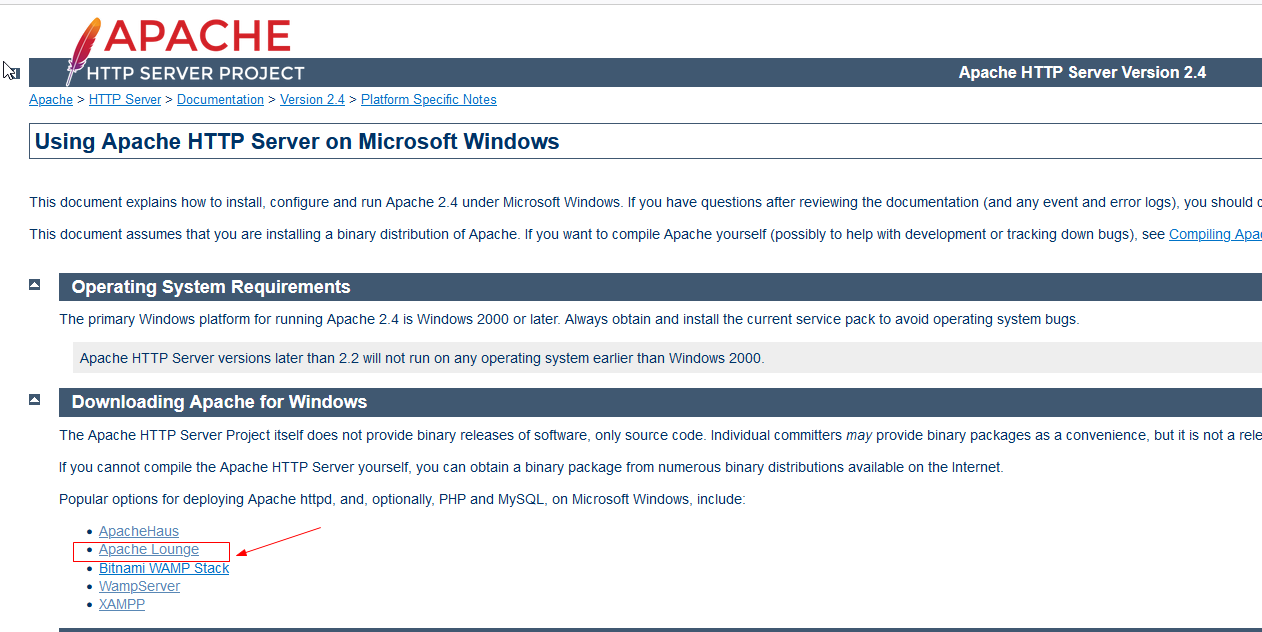 APACHE
HTTP SERVER PROJECT
Apache HTTP Server Version 2.4
Apache > HTTP Server > Documentation > Version 2.4 > Platform Specific Notes
Using Apache HTTP Server on Microsoft Windows
This document explains how to install, configure and run Apache 2.4 under Microsoft Windows. If you have questions after reviewing the documentation (and any event and error logs), you should
This document assumes that you are installing a binary distribution of Apache. If you want to compile Apache yourself (possibly to help with development or tracking down bugs), see Compiling
Operating System Requirements
The primary Windows platform for running Apache 2.4 is Windows 2000 or later. Always obtain and install the current service pack to avoid operating system bugs.
Apache HTTP Server versions later than 2.2 will not run on any operating system earlier than Windows 2000.
Downloading Apache for Windows
The Apache HTTP Server Project itself does not provide binary releases of software, only source code. Individual committers may provide binary packages as a convenience, but it is not a
If you cannot compile the Apache HTTP Server yourself, you can obtain a binary package from numerous binary distributions available on the Internet.
Popular options for deploying Apache httpd, and, optionally, PHP and MySQL, on Microsoft Windows, include:
• ApacheHaus
• Apache Lounge
• Bitnami WAMP Stack
• WampServer
• XAMPP